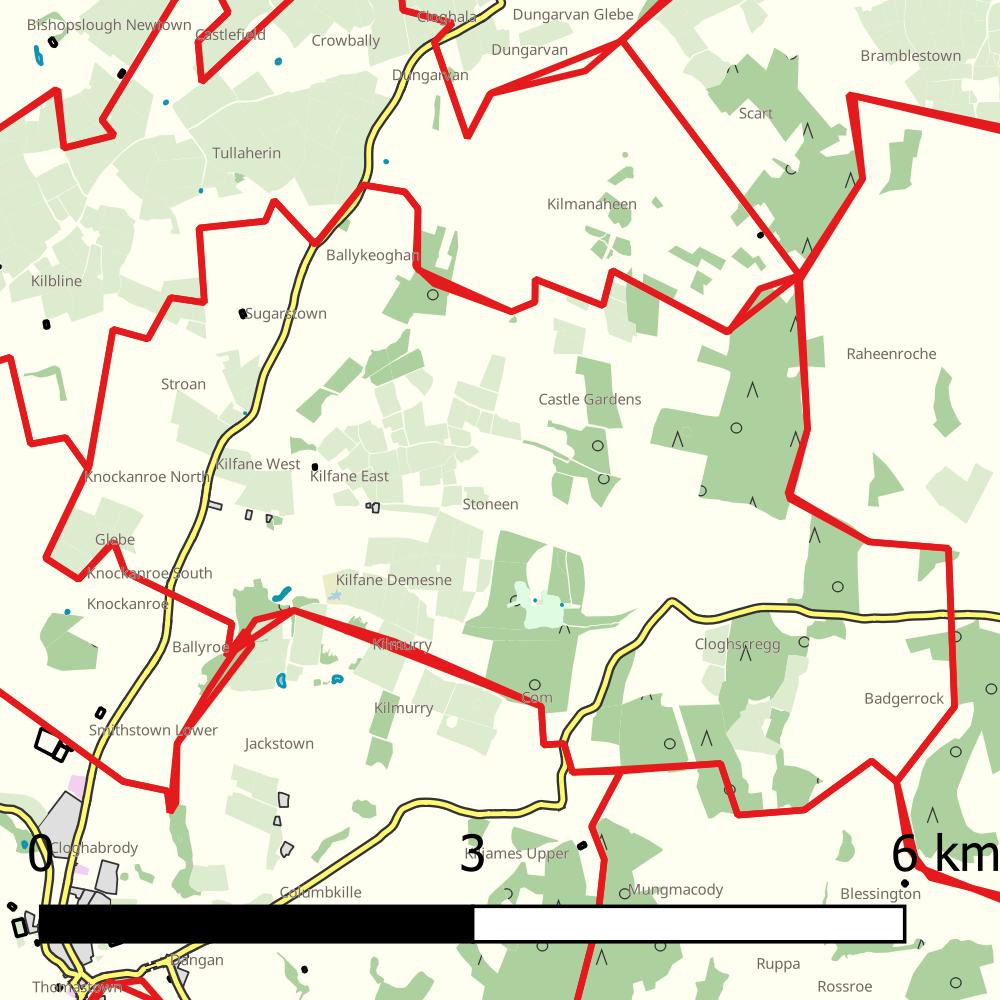 Cloghala
Dungarvan Glebe
Bishopslough Newtown
Castlefield
Crowbally
Dungarvan
Bramblestown
Dungarvan
Scart
Tullaherin
Kilmanaheen
Ballykeoghan
Kilbline
Sugarstown
Raheenroche
Stroan
Castle Gardens
Kilfane West
Knockanroe North
Kilfane East
Stoneen
Glebe
Knockanroe South
Kilfane Demesne
Knockanroe
Ballyroe
Kilmurry
Cloghscregg
Com
Badgerrock
Kilmurry
Smithstown Lower
Jackstown
0
3
6 km
Cloghabrody
Kiljames Upper
Columbkille
Mungmacody
Blessington
Dangan
Ruppa
Thomastown
Rossroe